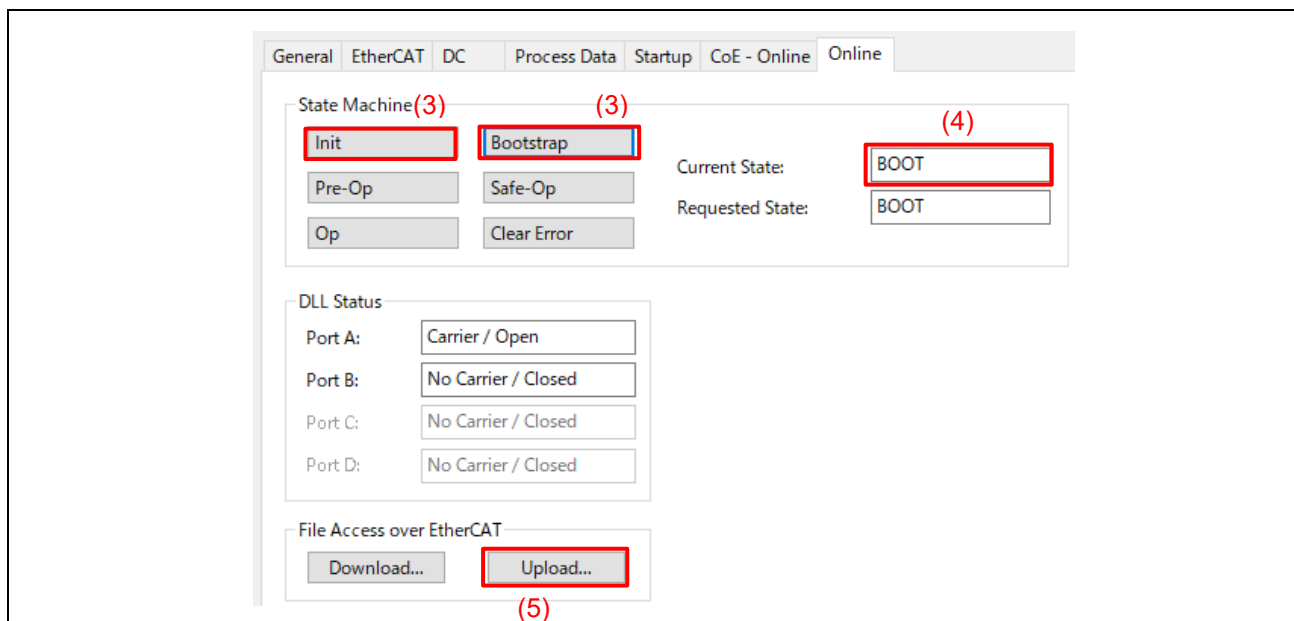 General EtherCAT DC Process Data Startup CoE - Online Online
State Machine (3) (3) (4)
Init Bootstrap
Current State: BOOT
Pre-Op Safe-Op
Requested State: BOOT
Op Clear Error
DLL Status
Port A: Carrier / Open
Port B: No Carrier / Closed
Port C: No Carrier / Closed
Port D: No Carrier / Closed
File Access over EtherCAT
Download... Upload...
(5)